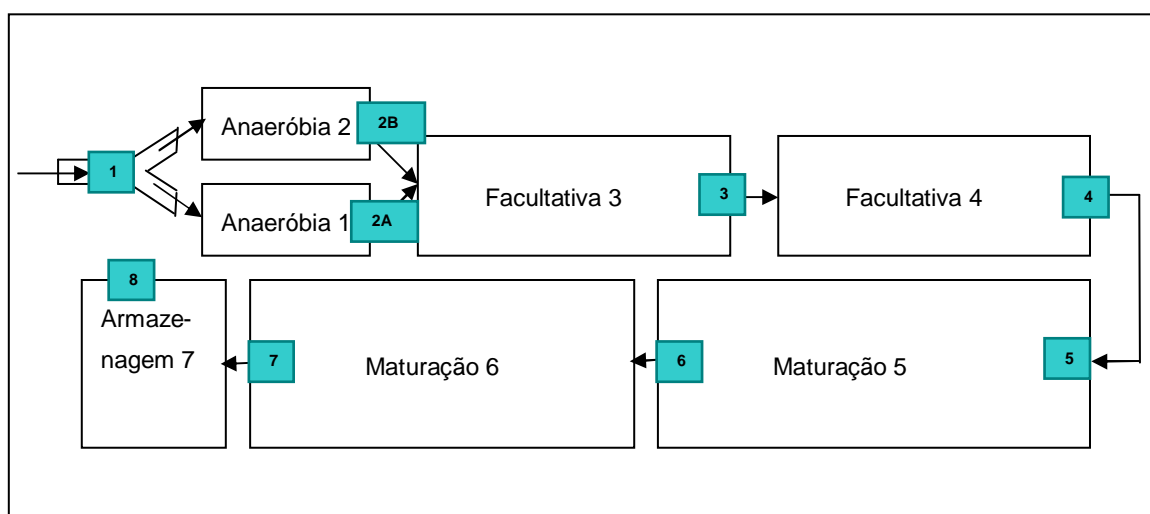 Anaeróbia 2
2B
1
Anaeróbia 1
2A
Facultativa 3
3
Facultativa 4
4
8
Armaze-
nagem 7
7
Maturação 6
6
Maturação 5
5